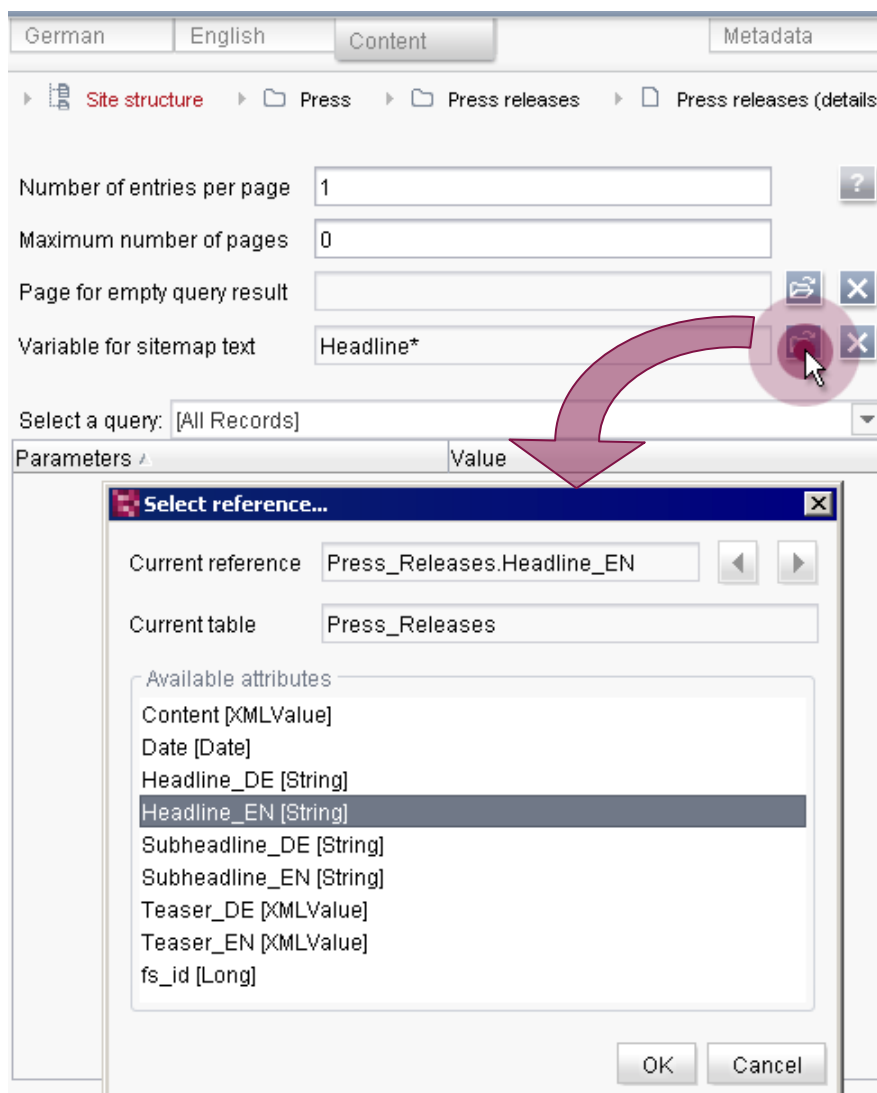 German English Content Metadata
Site structure Press Press releases Press releases (details
Number of entries per page 1 ?
Maximum number of pages 0
Page for empty query result
Variable for sitemap text Headline*
Select a query: [All Records]
Parameters Value
Select reference...
Current reference Press_Releases.Headline_EN
Current table Press_Releases
Available attributes
Content [XMLValue]
Date [Date]
Headline_DE [String]
Headline_EN [String]
Subheadline_DE [String]
Subheadline_EN [String]
Teaser_DE [XMLValue]
Teaser_EN [XMLValue]
fs_id [Long]
OK Cancel